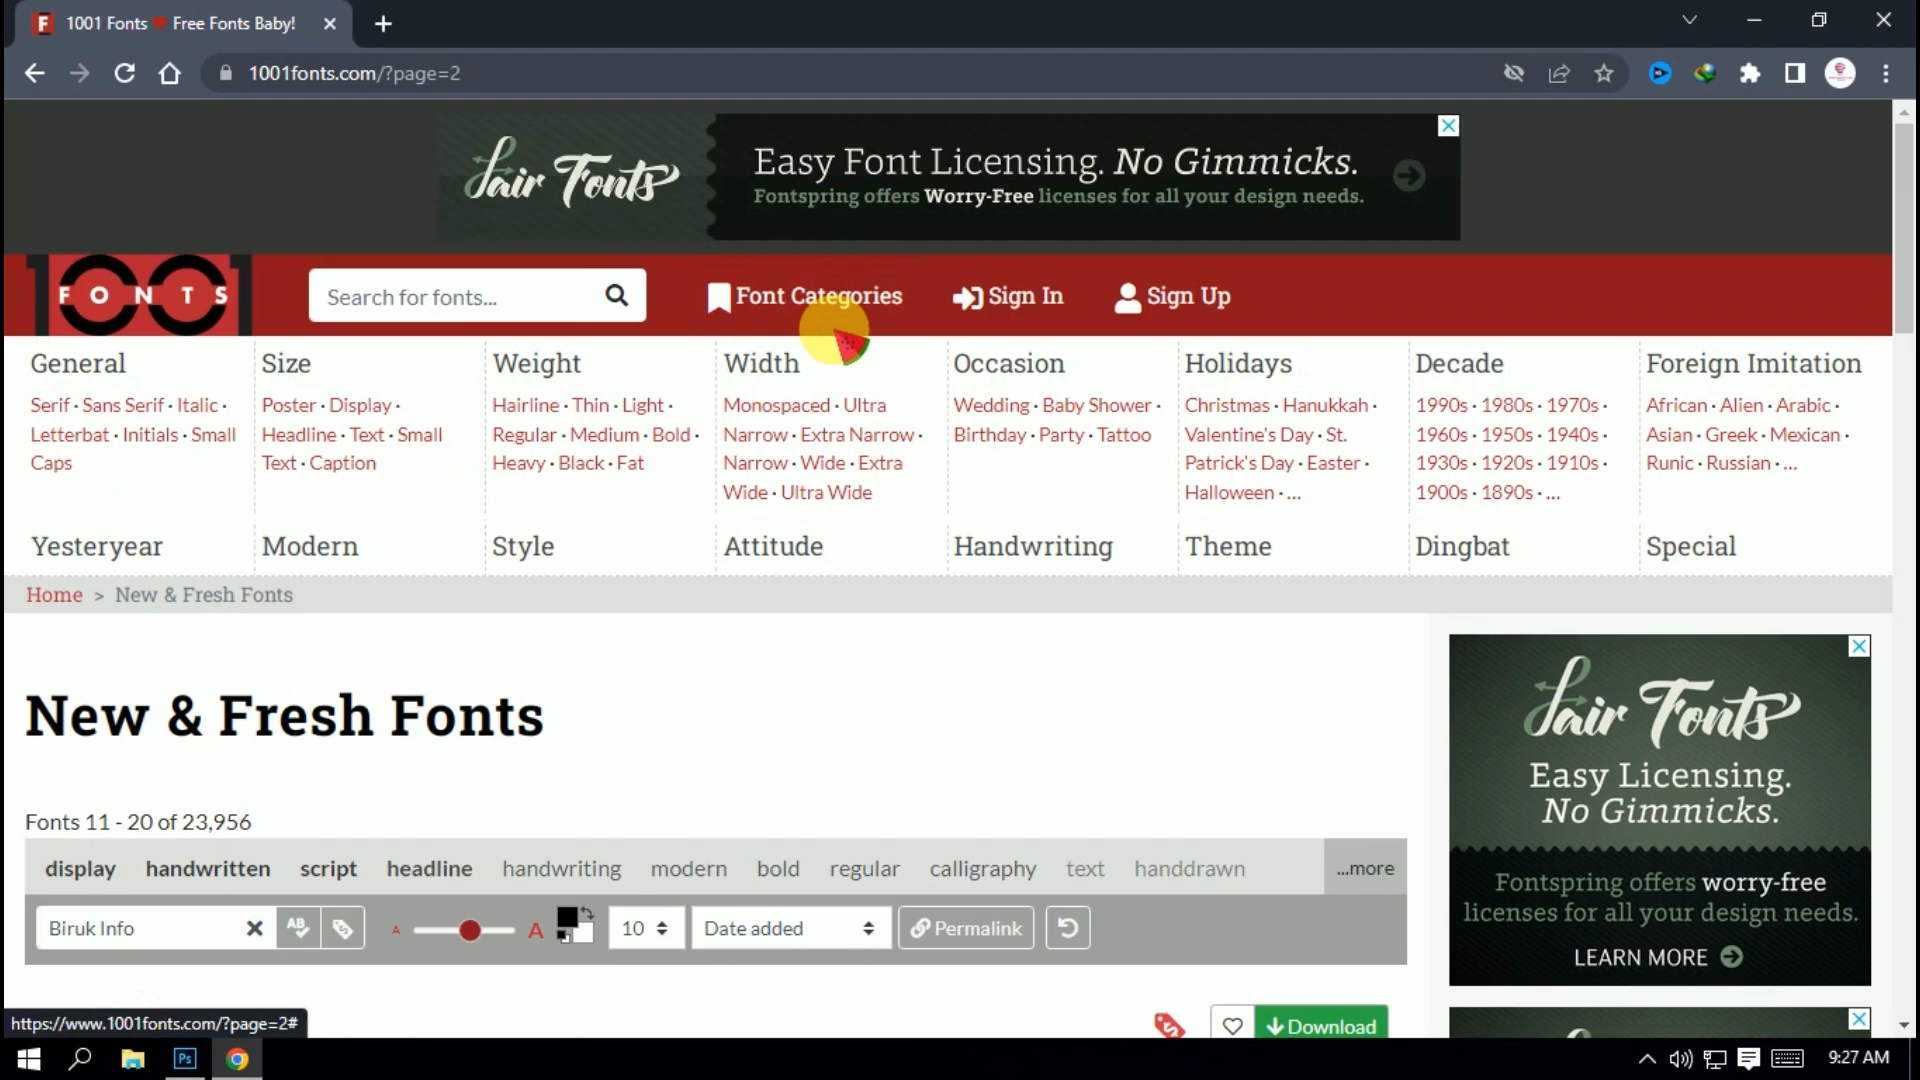 1001 Fonts ❤ Free Fonts Baby!
1001fonts.com/?page=2
Fair Fonts
Easy Font Licensing. No Gimmicks.
Fontspring offers Worry-Free licenses for all your design needs.
1001 FONTS
Search for fonts...
Font Categories
Sign In
Sign Up
General
Serif · Sans Serif · Italic ·
Letterbat · Initials · Small
Caps
Size
Poster · Display ·
Headline · Text · Small
Text · Caption
Weight
Hairline · Thin · Light ·
Regular · Medium · Bold ·
Heavy · Black · Fat
Width
Monospaced · Ultra
Narrow · Extra Narrow ·
Narrow · Wide · Extra
Wide · Ultra Wide
Occasion
Wedding · Baby Shower ·
Birthday · Party · Tattoo
Holidays
Christmas · Hanukkah ·
Valentine's Day · St.
Patrick's Day · Easter ·
Halloween · ...
Decade
1990s · 1980s · 1970s ·
1960s · 1950s · 1940s ·
1930s · 1920s · 1910s ·
1900s · 1890s · ...
Foreign Imitation
African · Alien · Arabic ·
Asian · Greek · Mexican ·
Runic · Russian · ...
Yesteryear
Modern
Style
Attitude
Handwriting
Theme
Dingbat
Special
Home > New & Fresh Fonts
New & Fresh Fonts
Fonts 11 - 20 of 23,956
display handwritten script headline handwriting modern bold regular calligraphy text handdrawn ...more
Biruk Info
A A
10
Date added
Permalink
Download
Fair Fonts
Easy Licensing.
No Gimmicks.
Fontspring offers worry-free
licenses for all your design needs.
LEARN MORE
https://www.1001fonts.com/?page=2#
Ps
9:27 AM